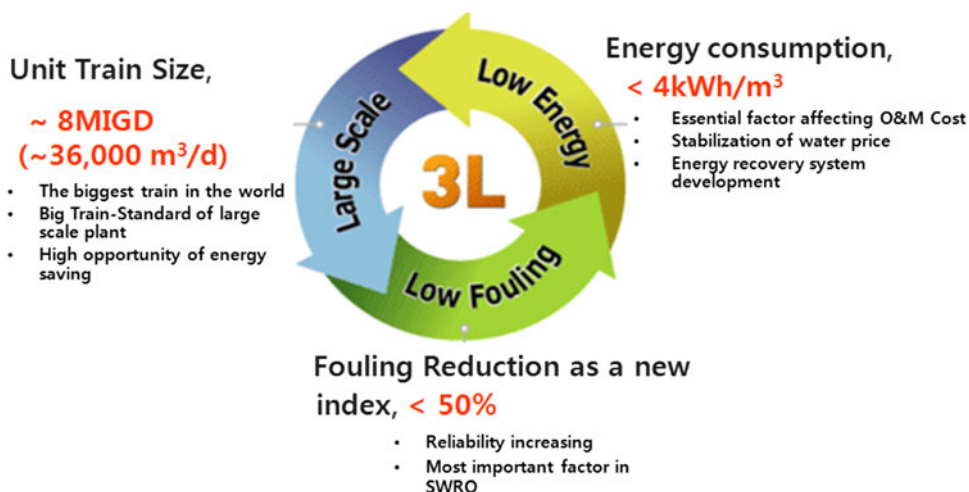 Unit Train Size,
~ 8MIGD
(~36,000 m³/d)
• The biggest train in the world
• Big Train-Standard of large
scale plant
• High opportunity of energy
saving
Large Scale
Low Energy
Low Fouling
3L
Energy consumption,
< 4kWh/m³
• Essential factor affecting O&M Cost
• Stabilization of water price
• Energy recovery system
development
Fouling Reduction as a new
index, < 50%
• Reliability increasing
• Most important factor in
SWRO